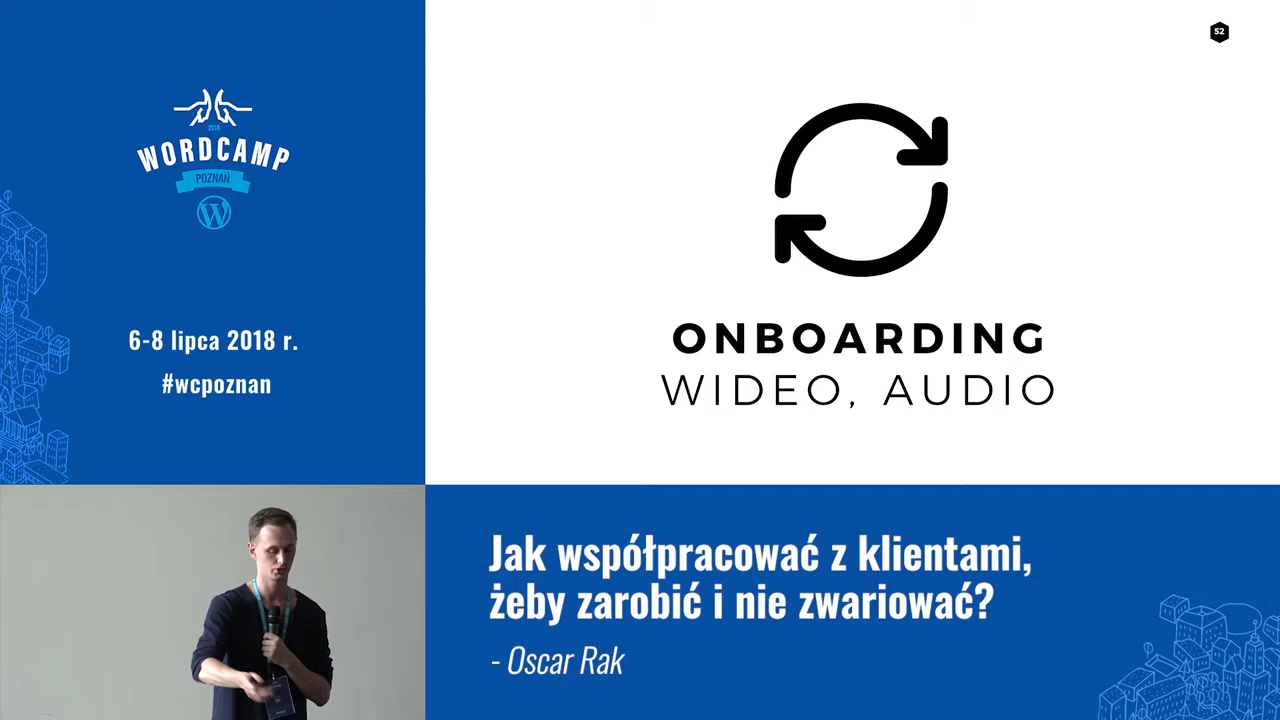 2018
WORDCAMP
POZNAŃ
6-8 lipca 2018 r.
#wcpoznan
52
ONBOARDING
WIDEO, AUDIO
Jak współpracować z klientami,
żeby zarobić i nie zwariować?
- Oscar Rak